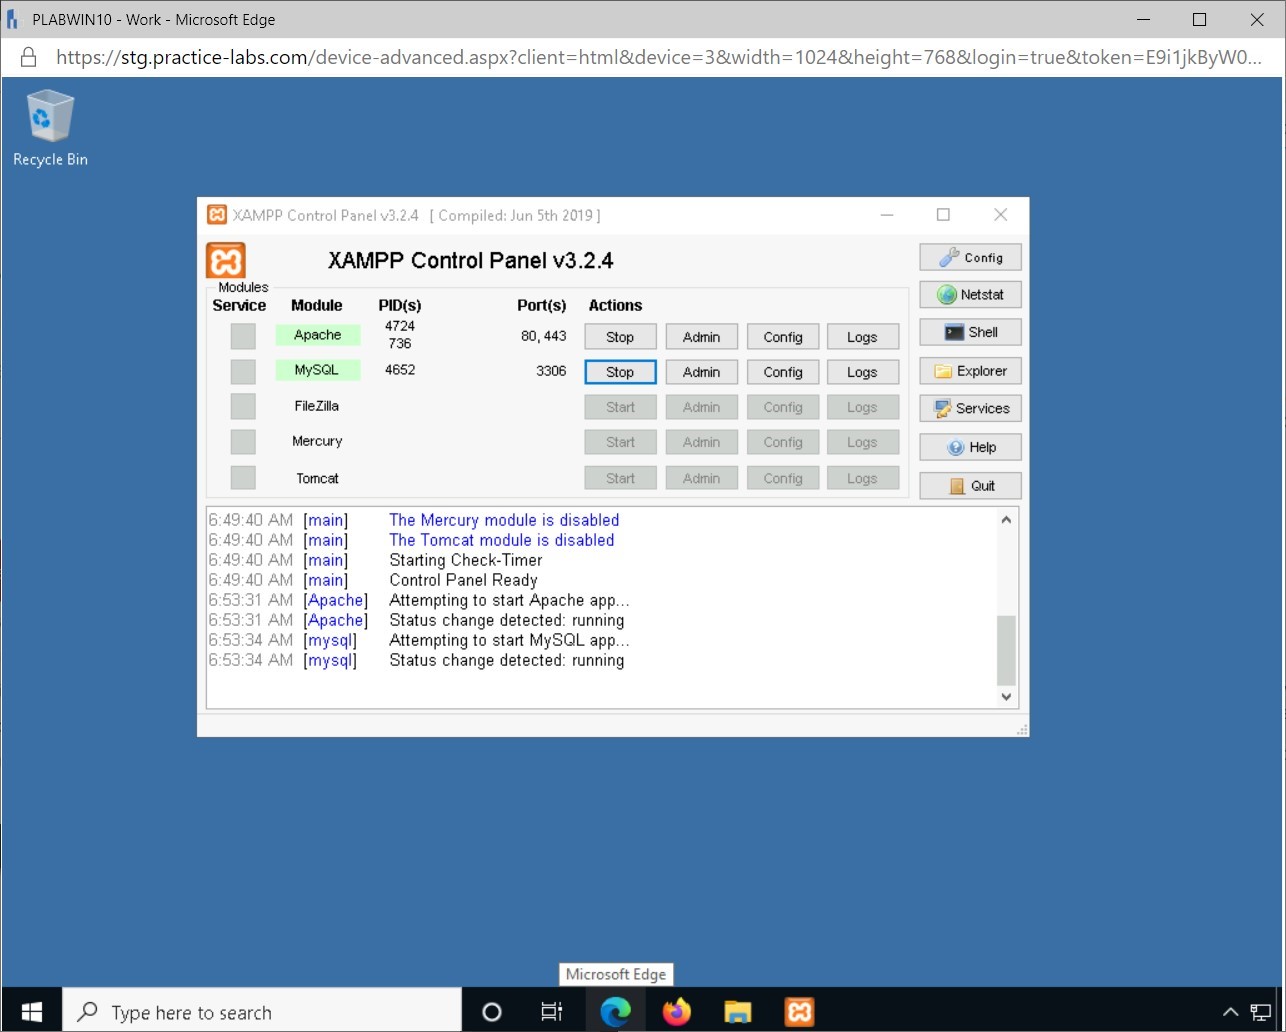 PLABWIN10 - Work - Microsoft Edge
https://stg.practice-labs.com/device-advanced.aspx?client=html&device=3&width=1024&height=768&login=true&token=E9i1jkByW0...
Recycle Bin
XAMPP Control Panel v3.2.4 [ Compiled: Jun 5th 2019 ]
XAMPP Control Panel v3.2.4
Config
Modules
Service Module PID(s) Port(s) Actions
Netstat
Apache 4724 736 80, 443 Stop Admin Config Logs
Shell
MySQL 4652 3306 Stop Admin Config Logs
Explorer
FileZilla Start Admin Config Logs
Services
Mercury Start Admin Config Logs
Help
Tomcat Start Admin Config Logs
Quit
6:49:40 AM [main] The Mercury module is disabled
6:49:40 AM [main] The Tomcat module is disabled
6:49:40 AM [main] Starting Check-Timer
6:49:40 AM [main] Control Panel Ready
6:53:31 AM [Apache] Attempting to start Apache app...
6:53:31 AM [Apache] Status change detected: running
6:53:34 AM [mysql] Attempting to start MySQL app...
6:53:34 AM [mysql] Status change detected: running
Microsoft Edge
Type here to search